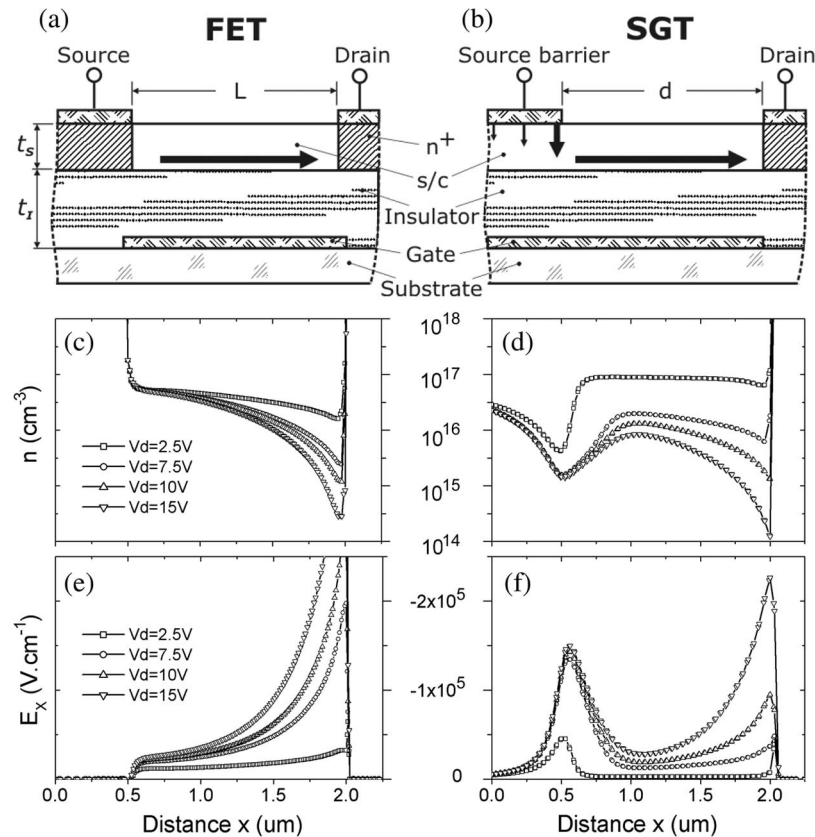 (a) FET
(b) SGT
Source Drain
Source barrier Drain
L
d
tS
n+
s/c
tI
Insulator
Gate
Substrate
(c)
n (cm-3)
Vd=2.5V
Vd=7.5V
Vd=10V
Vd=15V
10^18
10^17
10^16
10^15
10^14
(d)
(e)
EX (V.cm-1)
Vd=2.5V
Vd=7.5V
Vd=10V
Vd=15V
-2x10^5
-1x10^5
0
(f)
0.0 0.5 1.0 1.5 2.0
Distance x (um)
0.0 0.5 1.0 1.5 2.0
Distance x (um)